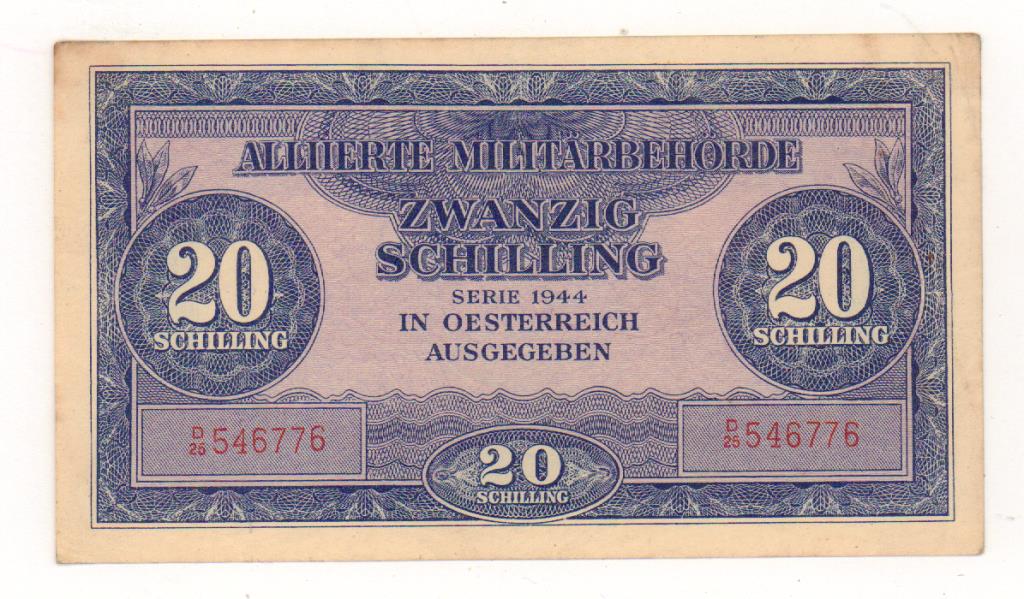 ALLIIERTE MILITÄRBEHÖRDE
ZWANZIG
SCHILLING
SERIE 1944
IN OESTERREICH
AUSGEGEBEN
20
SCHILLING
20
SCHILLING
D/25 546776
D/25 546776
20
SCHILLING